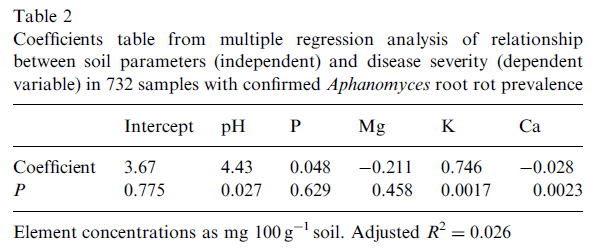 Table 2
Coefficients table from multiple regression analysis of relationship
between soil parameters (independent) and disease severity (dependent
variable) in 732 samples with confirmed Aphanomyces root rot prevalence
Intercept pH P Mg K Ca
Coefficient 3.67 4.43 0.048 −0.211 0.746 −0.028
P 0.775 0.027 0.629 0.458 0.0017 0.0023
Element concentrations as mg 100 g⁻¹ soil. Adjusted R² = 0.026